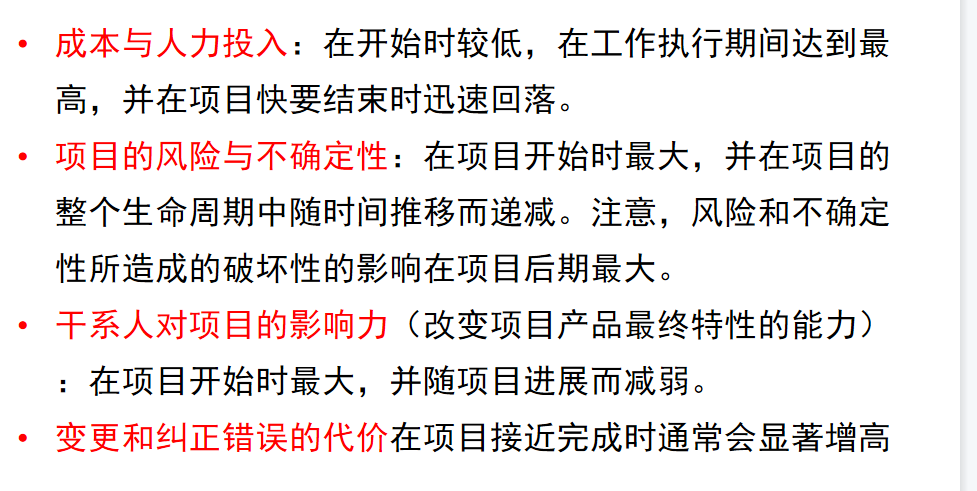 • 成本与人力投入：在开始时较低，在工作执行期间达到最
高，并在项目快要结束时迅速回落。
• 项目的风险与不确定性：在项目开始时最大，并在项目的
整个生命周期中随时间推移而递减。注意，风险和不确定
性所造成的破坏性的影响在项目后期最大。
• 干系人对项目的影响力（改变项目产品最终特性的能力）
：在项目开始时最大，并随项目进展而减弱。
• 变更和纠正错误的代价在项目接近完成时通常会显著增高